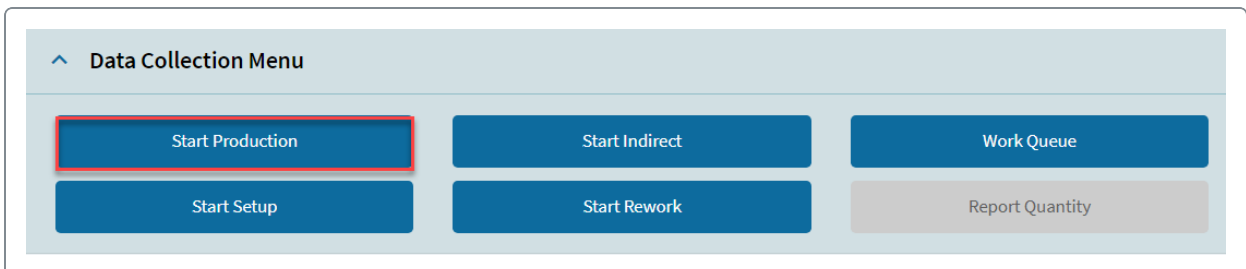 Data Collection Menu
Start Production Start Indirect Work Queue
Start Setup Start Rework Report Quantity